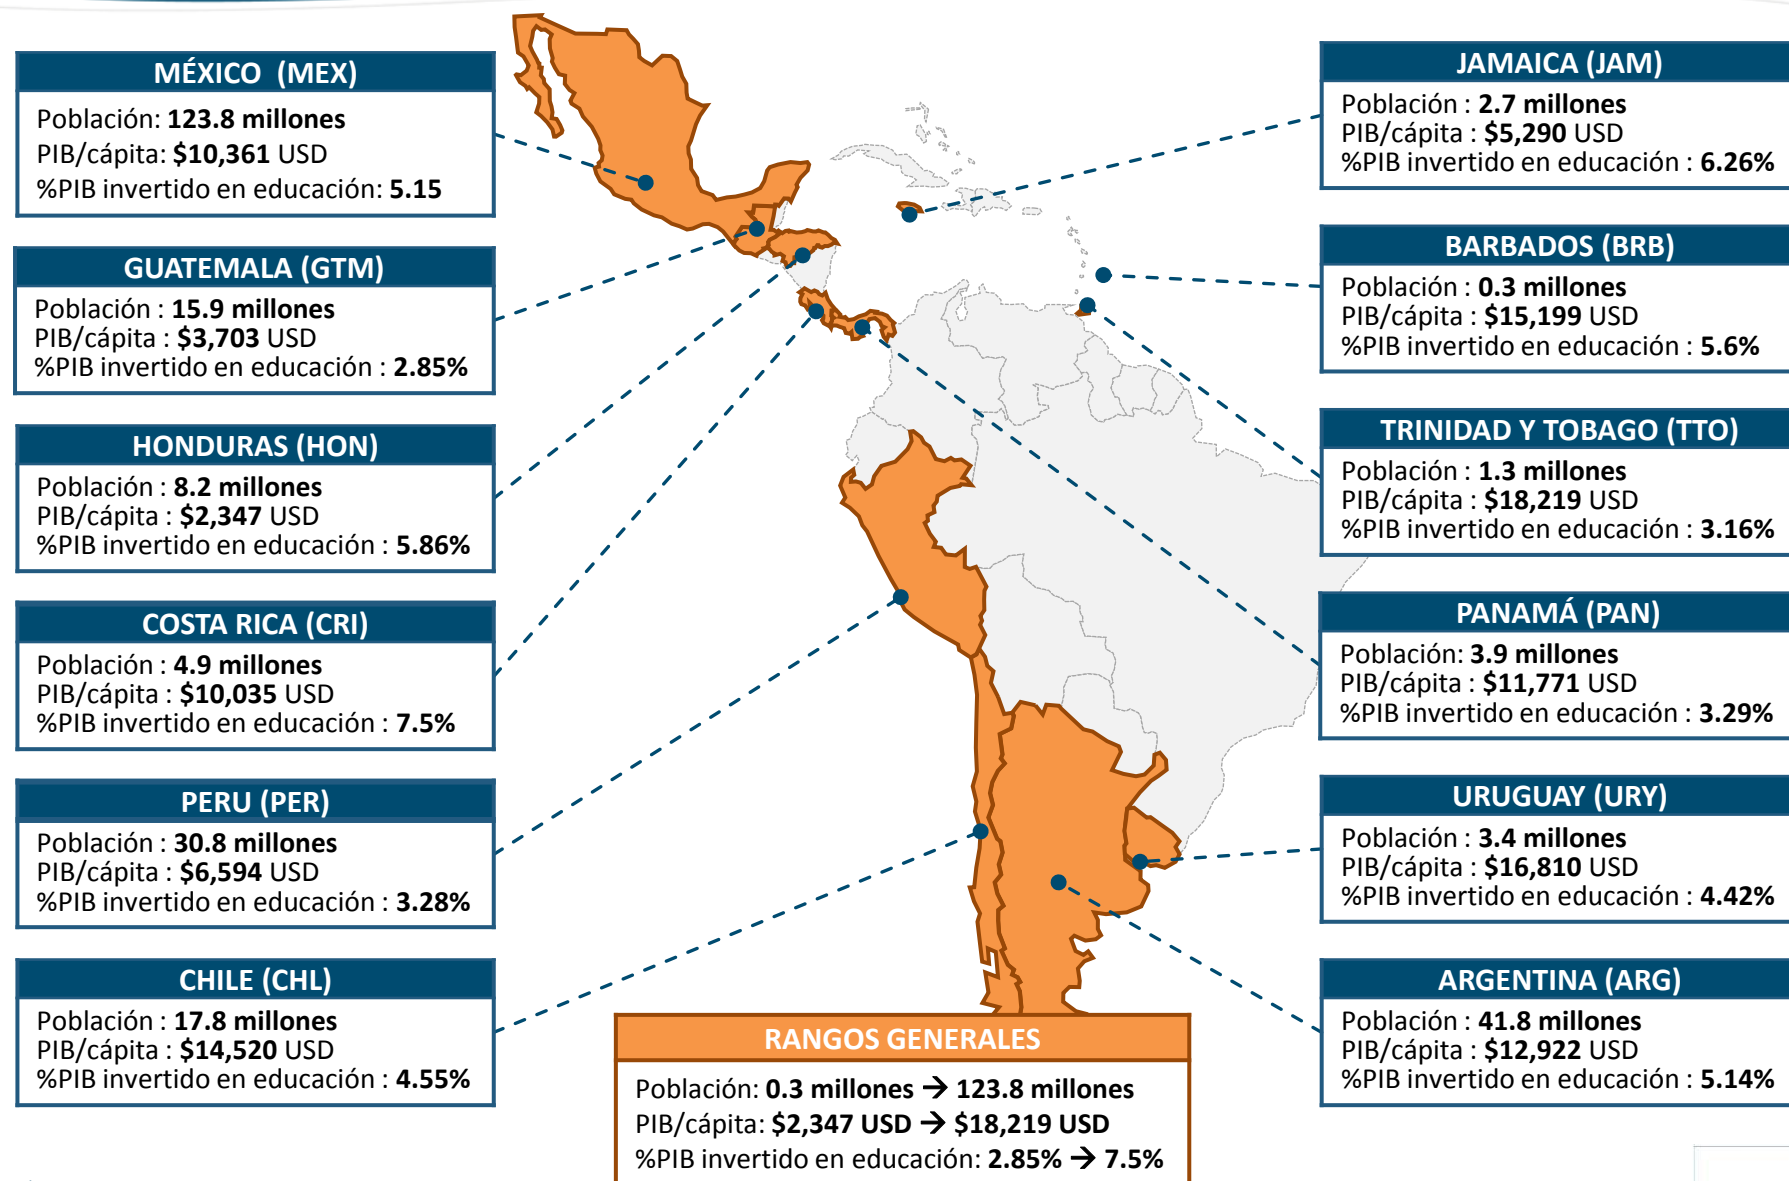 MÉXICO (MEX)
Población: 123.8 millones
PIB/cápita: $10,361 USD
%PIB invertido en educación: 5.15
GUATEMALA (GTM)
Población : 15.9 millones
PIB/cápita : $3,703 USD
%PIB invertido en educación : 2.85%
HONDURAS (HON)
Población : 8.2 millones
PIB/cápita : $2,347 USD
%PIB invertido en educación : 5.86%
COSTA RICA (CRI)
Población : 4.9 millones
PIB/cápita : $10,035 USD
%PIB invertido en educación : 7.5%
PERU (PER)
Población : 30.8 millones
PIB/cápita : $6,594 USD
%PIB invertido en educación : 3.28%
CHILE (CHL)
Población : 17.8 millones
PIB/cápita : $14,520 USD
%PIB invertido en educación : 4.55%
JAMAICA (JAM)
Población : 2.7 millones
PIB/cápita : $5,290 USD
%PIB invertido en educación : 6.26%
BARBADOS (BRB)
Población : 0.3 millones
PIB/cápita : $15,199 USD
%PIB invertido en educación : 5.6%
TRINIDAD Y TOBAGO (TTO)
Población : 1.3 millones
PIB/cápita : $18,219 USD
%PIB invertido en educación : 3.16%
PANAMÁ (PAN)
Población: 3.9 millones
PIB/cápita : $11,771 USD
%PIB invertido en educación : 3.29%
URUGUAY (URY)
Población : 3.4 millones
PIB/cápita : $16,810 USD
%PIB invertido en educación : 4.42%
ARGENTINA (ARG)
Población : 41.8 millones
PIB/cápita : $12,922 USD
%PIB invertido en educación : 5.14%
RANGOS GENERALES
Población: 0.3 millones → 123.8 millones
PIB/cápita: $2,347 USD → $18,219 USD
%PIB invertido en educación: 2.85% → 7.5%